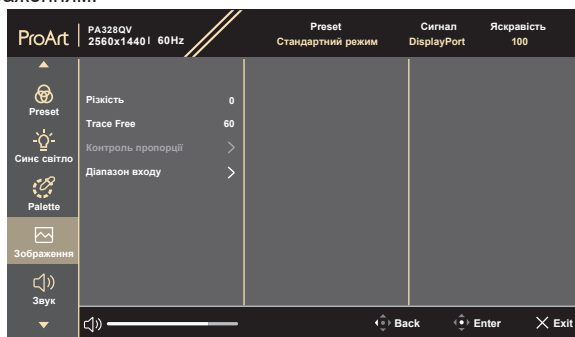 аженням.
ProArt
PA328QV
2560x1440 60Hz
Preset
Стандартний режим
Сигнал
DisplayPort
Яскравість
100
Preset
Синє світло
Palette
Зображення
Звук
Різкість 0
Trace Free 60
Контроль пропорції
Діапазон входу
Back
Enter
Exit